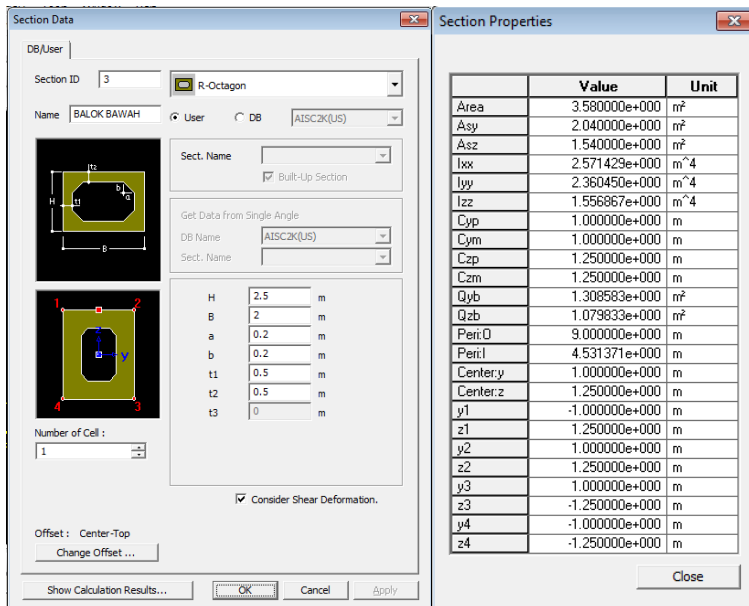 Section Data
DB/User
Section ID 3 R-Octagon
Name BALOK BAWAH User DB AISC2K(US)
Sect. Name
Built-Up Section
Get Data from Single Angle
DB Name AISC2K(US)
Sect. Name
t2
b
a
H
t1
B
1 2
z
y
4 3
H 2.5 m
B 2 m
a 0.2 m
b 0.2 m
t1 0.5 m
t2 0.5 m
t3 0 m
Number of Cell :
1
Consider Shear Deformation.
Offset : Center-Top
Change Offset ...
Show Calculation Results... OK Cancel Apply
Section Properties
Value Unit
Area 3.580000e+000 m²
Asy 2.040000e+000 m²
Asz 1.540000e+000 m²
Ixx 2.571429e+000 m^4
Iyy 2.360450e+000 m^4
Izz 1.556867e+000 m^4
Cyp 1.000000e+000 m
Cym 1.000000e+000 m
Czp 1.250000e+000 m
Czm 1.250000e+000 m
Qyb 1.308583e+000 m²
Qzb 1.079833e+000 m²
Peri:O 9.000000e+000 m
Peri:I 4.531371e+000 m
Center:y 1.000000e+000 m
Center:z 1.250000e+000 m
y1 -1.000000e+000 m
z1 1.250000e+000 m
y2 1.000000e+000 m
z2 1.250000e+000 m
y3 1.000000e+000 m
z3 -1.250000e+000 m
y4 -1.000000e+000 m
z4 -1.250000e+000 m
Close